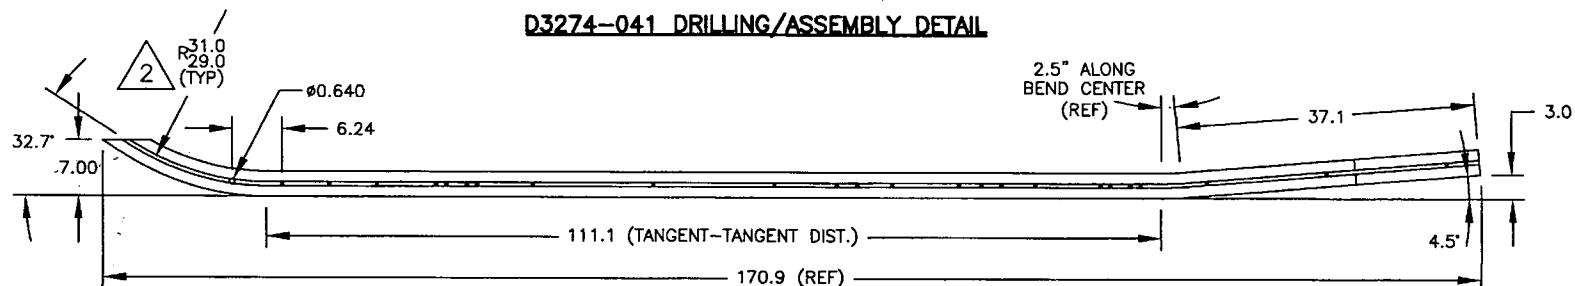 D3274-041 DRILLING/ASSEMBLY DETAIL
2
R31.0
29.0
(TYP)
ø0.640
6.24
2.5" ALONG
BEND CENTER
(REF)
37.1
3.0
32.7°
7.00
111.1 (TANGENT-TANGENT DIST.)
4.5°
170.9 (REF)